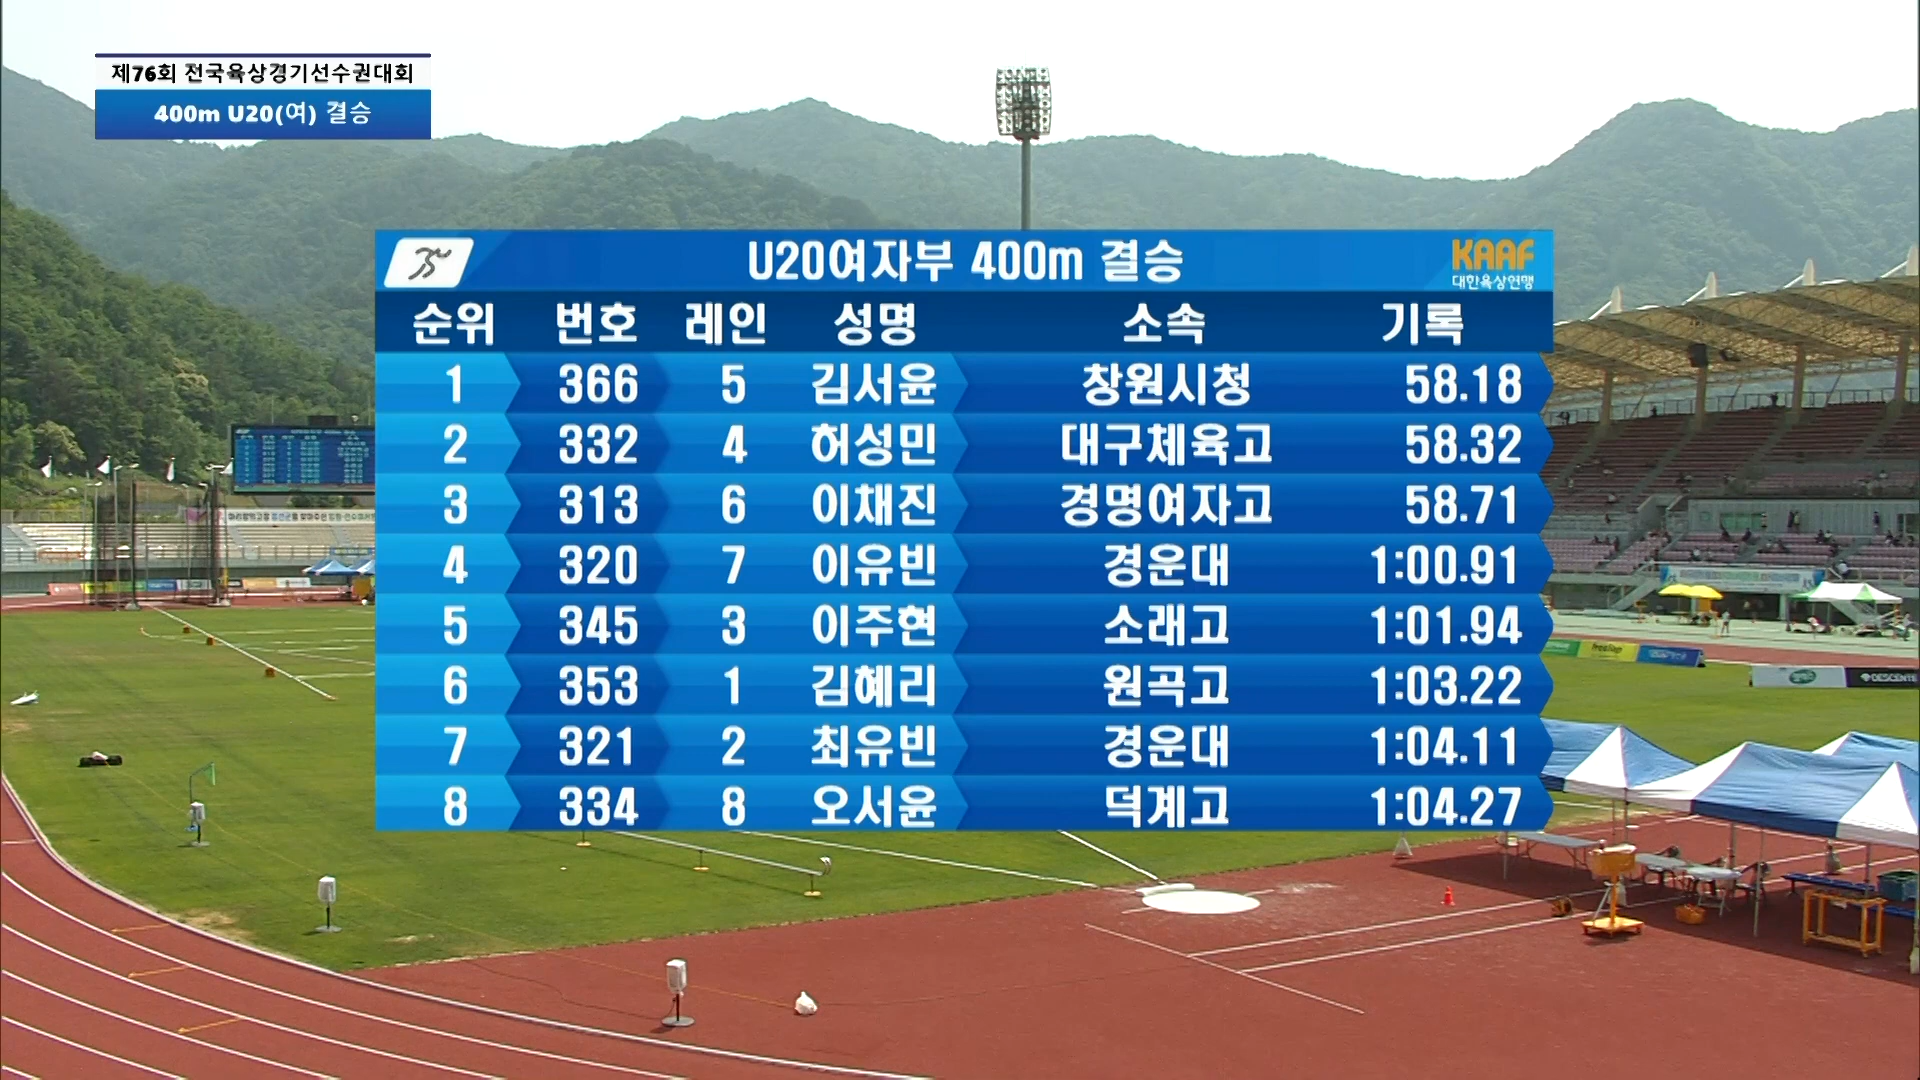 제76회 전국육상경기선수권대회
400m U20(여) 결승
U20여자부 400m 결승
KAAF
대한육상연맹
순위 번호 레인 성명 소속 기록
1 366 5 김서윤 창원시청 58.18
2 332 4 허성민 대구체육고 58.32
3 313 6 이채진 경명여자고 58.71
4 320 7 이유빈 경운대 1:00.91
5 345 3 이주현 소래고 1:01.94
6 353 1 김혜리 원곡고 1:03.22
7 321 2 최유빈 경운대 1:04.11
8 334 8 오서윤 덕계고 1:04.27
DESCENTE